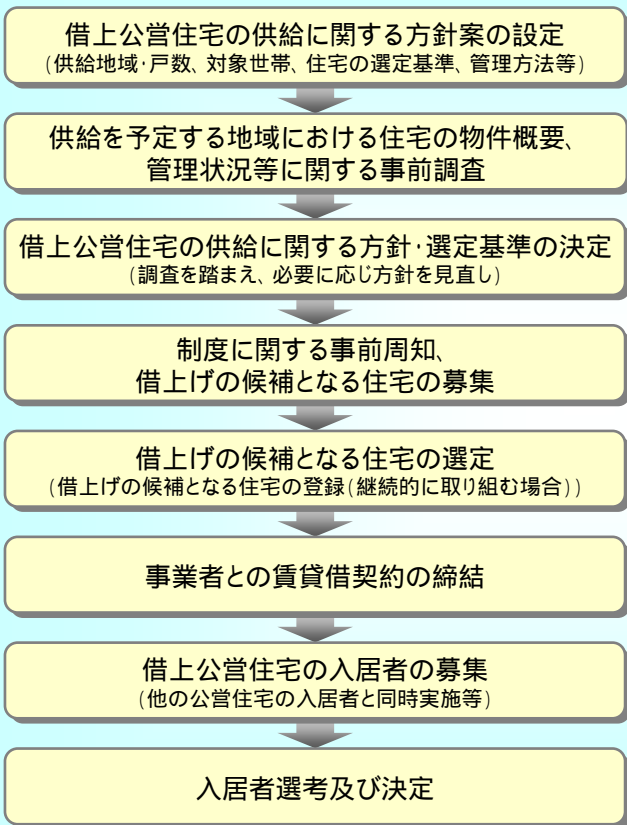 借上公営住宅の供給に関する方針案の設定
(供給地域・戸数、対象世帯、住宅の選定基準、管理方法等)
供給を予定する地域における住宅の物件概要、
管理状況等に関する事前調査
借上公営住宅の供給に関する方針・選定基準の決定
(調査を踏まえ、必要に応じ方針を見直し)
制度に関する事前周知、
借上げの候補となる住宅の募集
借上げの候補となる住宅の選定
(借上げの候補となる住宅の登録(継続的に取り組む場合))
事業者との賃貸借契約の締結
借上公営住宅の入居者の募集
(他の公営住宅の入居者と同時実施等)
入居者選考及び決定